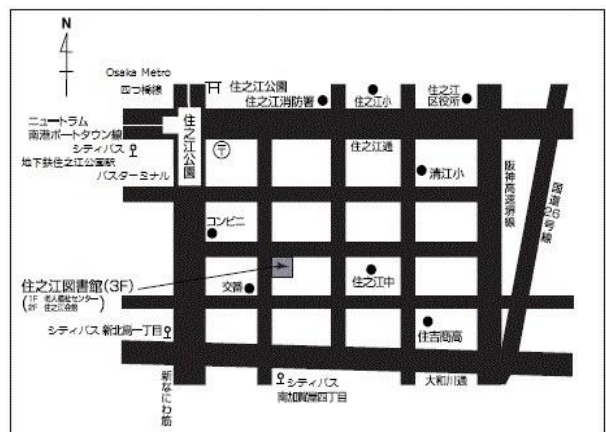 N
Osaka Metro
四つ橋線
住之江公園
住之江消防署
住之江小
住之江
区役所
ニュートラム
南港ポートタウン線
シティバス
地下鉄住之江公園駅
バスターミナル
住之江公園
〒
住之江通
清江小
阪神高速堺線
国道26号線
コンビニ
住之江図書館(3F)
(1F 老人福祉センター
2F 住之江会館)
交番
住之江中
シティバス 新北島一丁目
住吉商高
新なにわ筋
シティバス
南加賀屋四丁目
大和川通